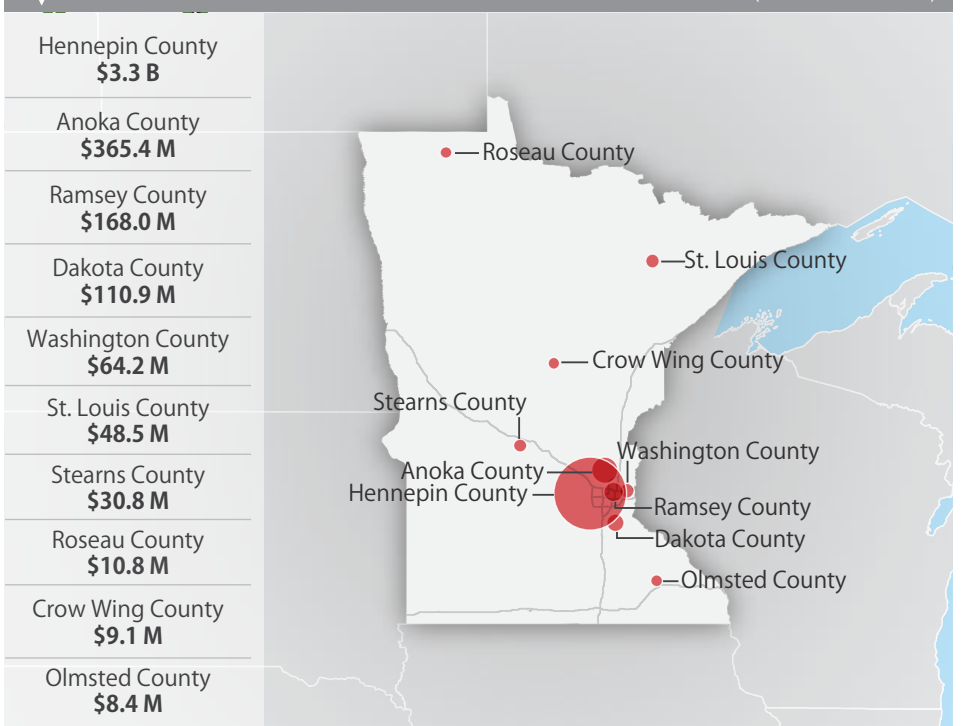 Hennepin County
$3.3 B
Anoka County
$365.4 M
Ramsey County
$168.0 M
Dakota County
$110.9 M
Washington County
$64.2 M
St. Louis County
$48.5 M
Stearns County
$30.8 M
Roseau County
$10.8 M
Crow Wing County
$9.1 M
Olmsted County
$8.4 M
Roseau County
St. Louis County
Crow Wing County
Stearns County
Washington County
Anoka County
Hennepin County
Ramsey County
Dakota County
Olmsted County